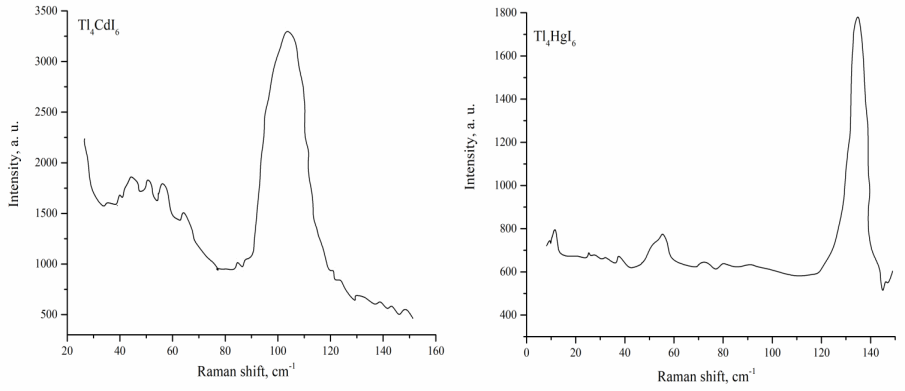 Tl₄CdI₆
Intensity, a. u.
3500
3000
2500
2000
1500
1000
500
20 40 60 80 100 120 140 160
Raman shift, cm⁻¹
Tl₄HgI₆
Intensity, a. u.
1800
1600
1400
1200
1800
800
600
400
0 20 40 60 80 100 120 140
Raman shift, cm⁻¹